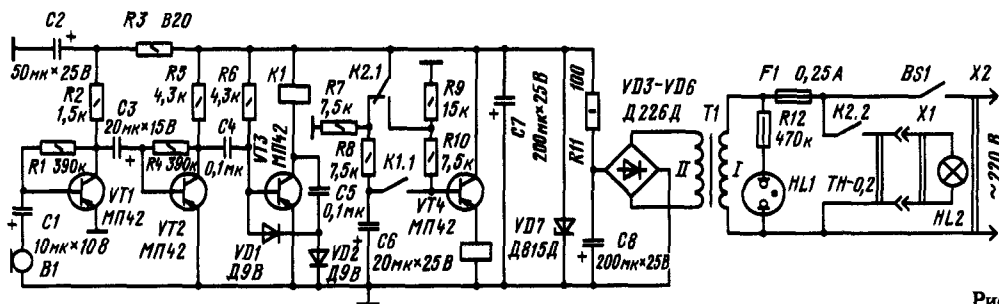 C2
+
50мк×25В
R3 820
R2
1,5к
C3
20мк×15В
+
R1 390к
C1
+
10мк×10В
B1
VT1
МП42
R4 390к
VT2
МП42
R5
4,3к
R6
4,3к
C4
0,1мк
K1
VT3
МП42
C5
0,1мк
VD1
Д9В
VD2
Д9В
R7
7,5к
K2.1
R8
7,5к
K1.1
C6
+
20мк×25В
R9
15к
R10
7,5к
VT4
МП42
C7
+
200мк×25В
VD7
Д815Д
100
R11
C8
+
200мк×25В
VD3-VD6
Д226Д
T1
II
I
F1 0,25А
R12
470к
HL1
ТН-0,2
BS1
K2.2
X1
HL2
X2
~220 В
Рис